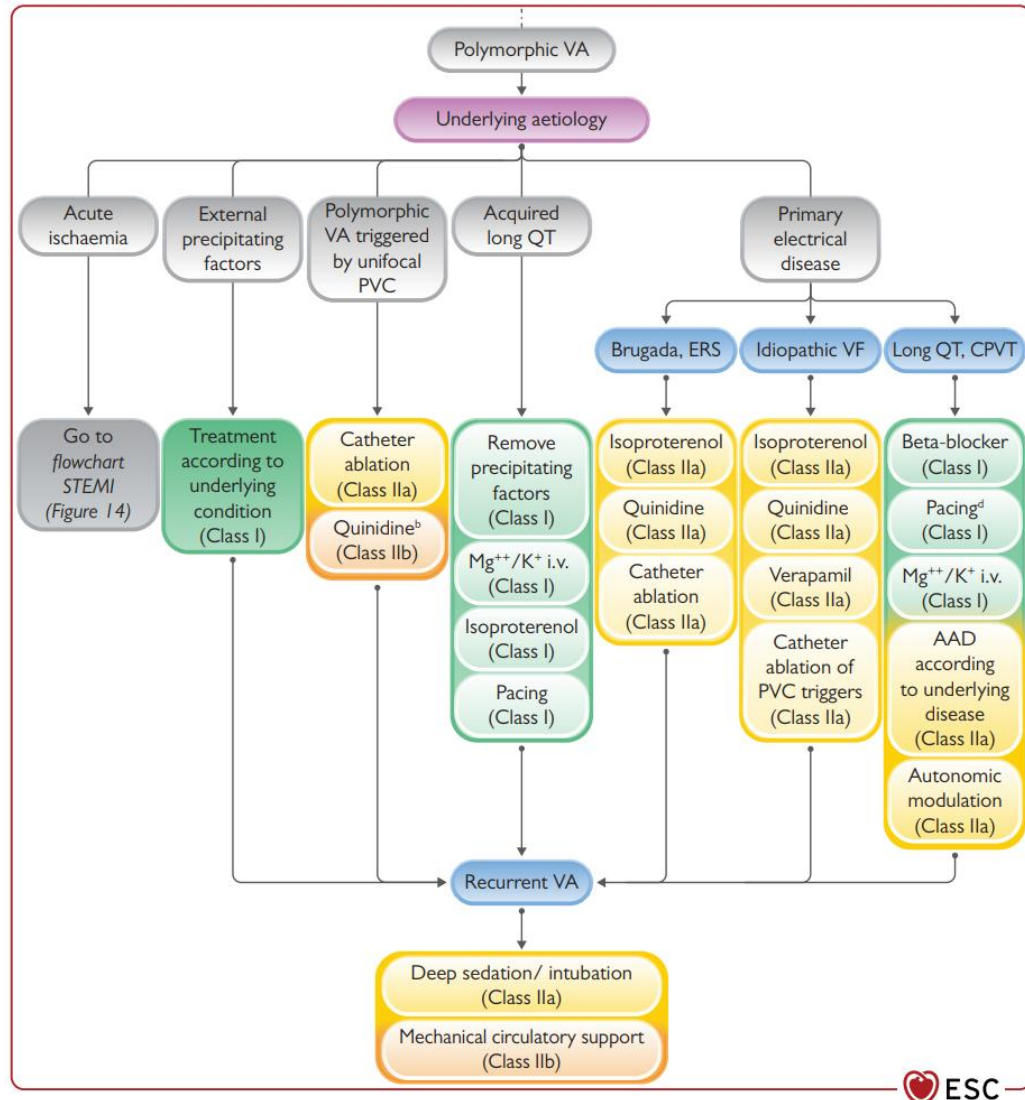 Polymorphic VA
Underlying aetiology
Acute
ischaemia
External
precipitating
factors
Polymorphic
VA triggered
by unifocal
PVC
Acquired
long QT
Primary
electrical
disease
Brugada, ERS
Idiopathic VF
Long QT, CPVT
Go to
flowchart
STEMI
(Figure 14)
Treatment
according to
underlying
condition
(Class I)
Catheter
ablation
(Class IIa)
Quinidineᵇ
(Class IIb)
Remove
precipitating
factors
(Class I)
Mg⁺⁺/K⁺ i.v.
(Class I)
Isoproterenol
(Class I)
Pacing
(Class I)
Isoproterenol
(Class IIa)
Quinidine
(Class IIa)
Catheter
ablation
(Class IIa)
Isoproterenol
(Class IIa)
Quinidine
(Class IIa)
Verapamil
(Class IIa)
Catheter
ablation of
PVC triggers
(Class IIa)
Beta-blocker
(Class I)
Pacingᵈ
(Class I)
Mg⁺⁺/K⁺ i.v.
(Class I)
AAD
according
to underlying
disease
(Class IIa)
Autonomic
modulation
(Class IIa)
Recurrent VA
Deep sedation/ intubation
(Class IIa)
Mechanical circulatory support
(Class IIb)
ESC